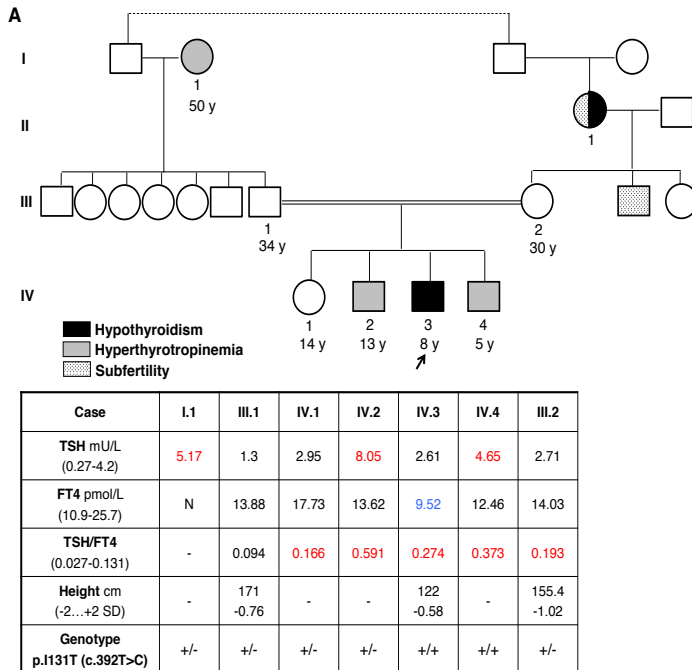 A
I
1
50 y
II
1
III
1
34 y
2
30 y
IV
1
14 y
2
13 y
3
8 y
4
5 y
Hypothyroidism
Hyperthyrotropinemia
Subfertility
Case I.1 III.1 IV.1 IV.2 IV.3 IV.4 III.2
TSH mU/L (0.27-4.2) 5.17 1.3 2.95 8.05 2.61 4.65 2.71
FT4 pmol/L (10.9-25.7) N 13.88 17.73 13.62 9.52 12.46 14.03
TSH/FT4 (0.027-0.131) - 0.094 0.166 0.591 0.274 0.373 0.193
Height cm (-2...+2 SD) - 171 -0.76 - - 122 -0.58 - 155.4 -1.02
Genotype p.I131T (c.392T>C) +/- +/- +/- +/- +/+ +/+ +/-